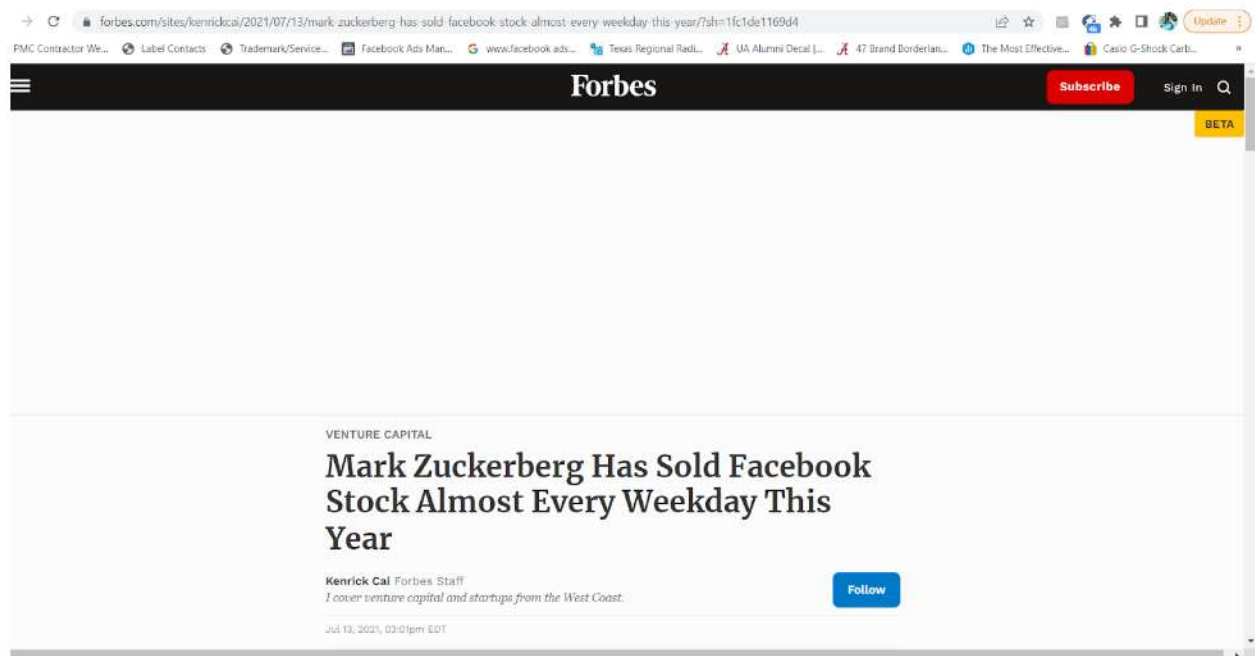 forbes.com/sites/kenrickcai/2021/07/13/mark-zuckerberg-has-sold-facebook-stock-almost-every-weekday-this-year/?sh=1fc1de1169d4 Update
PMC Contractor We... Label Contacts Trademark/Service... Facebook Ads Man... www.facebook ads... Texas Regional Radi... UA Alumni Decal |... 47 Brand Borderlan... The Most Effective... Casio G-Shock Carb...
Forbes Subscribe Sign In
BETA
VENTURE CAPITAL
Mark Zuckerberg Has Sold Facebook
Stock Almost Every Weekday This
Year
Kenrick Cai Forbes Staff
I cover venture capital and startups from the West Coast.
Follow
Jul 13, 2021, 03:01pm EDT